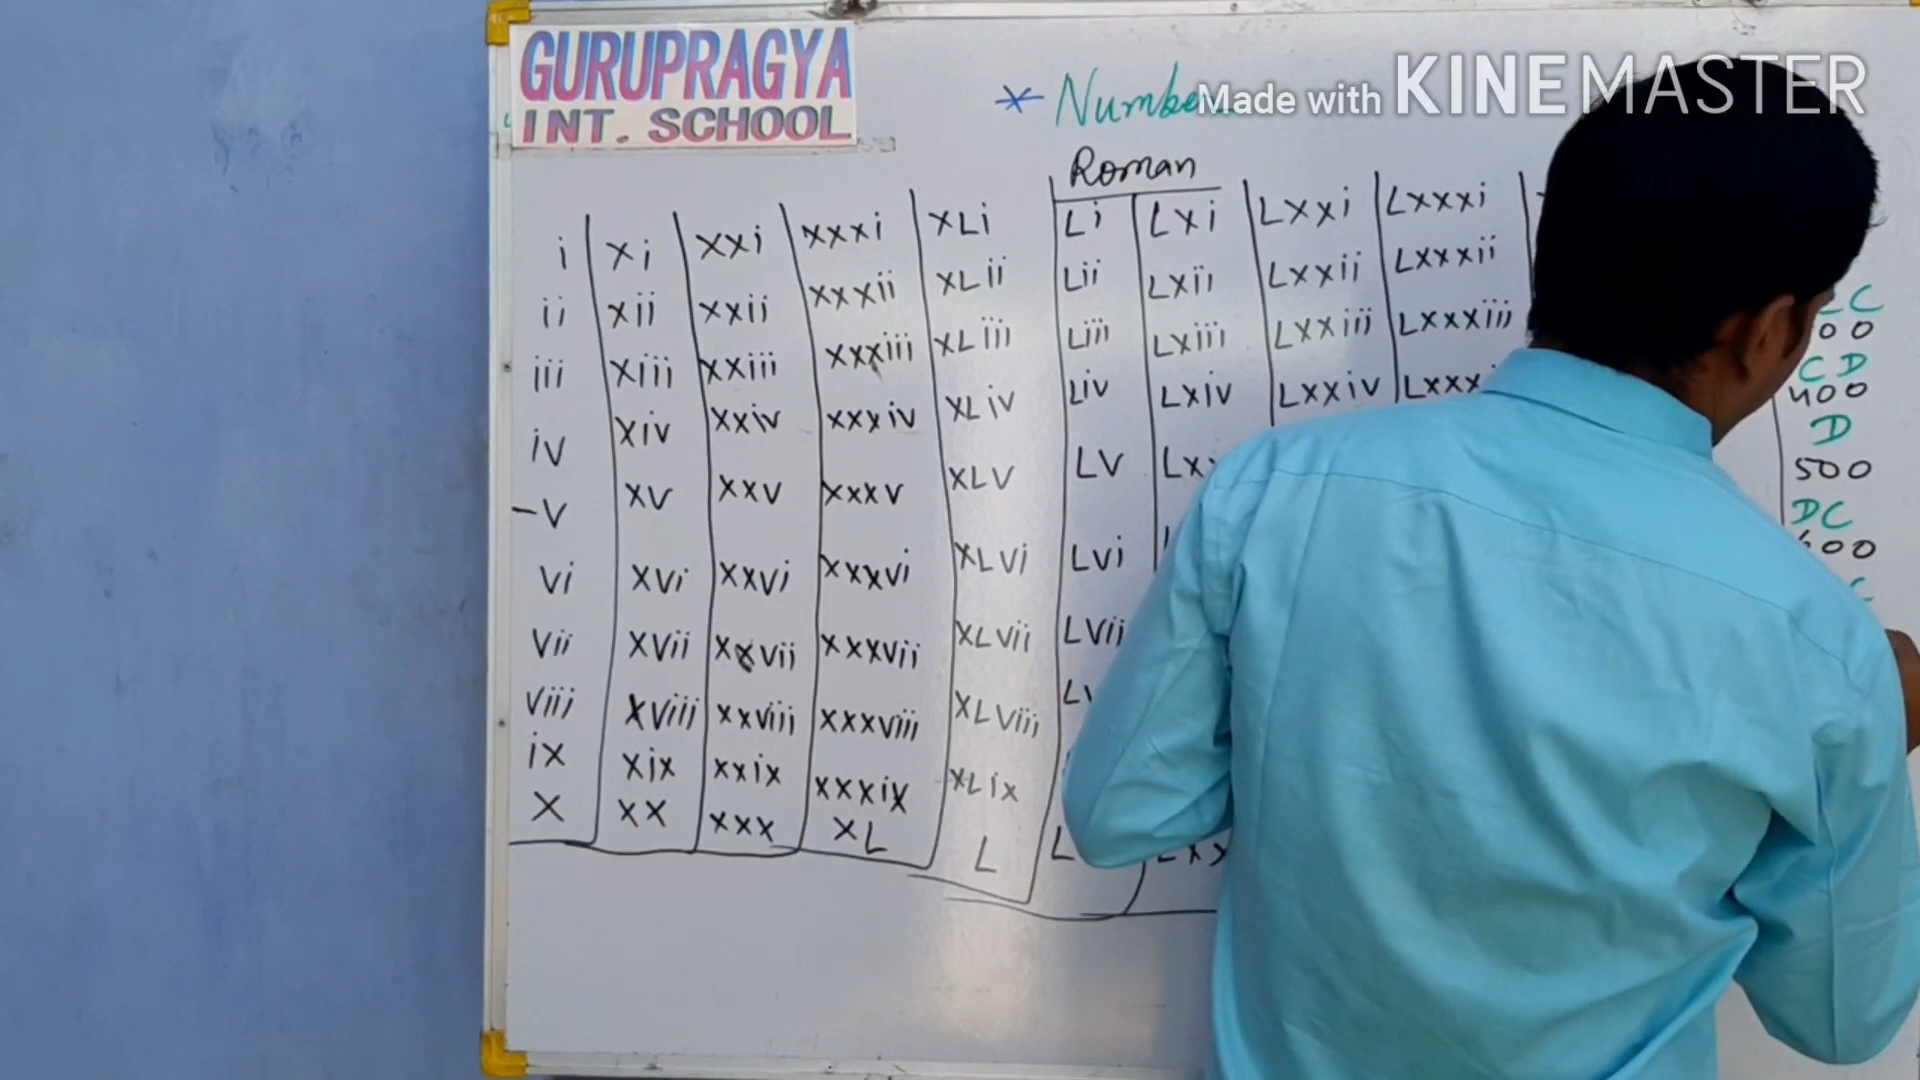 GURUPRAGYA
INT. SCHOOL
Made with KINEMASTER
* Number
Roman
i xi xxi xxxi XLi Li Lxi Lxxi Lxxxi
ii xii xxii xxxii XLii Lii Lxii Lxxii Lxxxii
iii xiii xxiii xxxiii XLiii Liii Lxiii Lxxiii Lxxxiii
iv xiv xxiv xxxiv XLiv Liv Lxiv Lxxiv
v xv xxv xxxv XLV LV
vi xvi xxvi xxxvi XLVi LVi
vii xvii xxvii xxxvii XLVii LVii
viii xviii xxviii xxxviii XLViii
ix xix xxix xxxix XLix
X XX XXX XL L
CD
400
D
500
DC